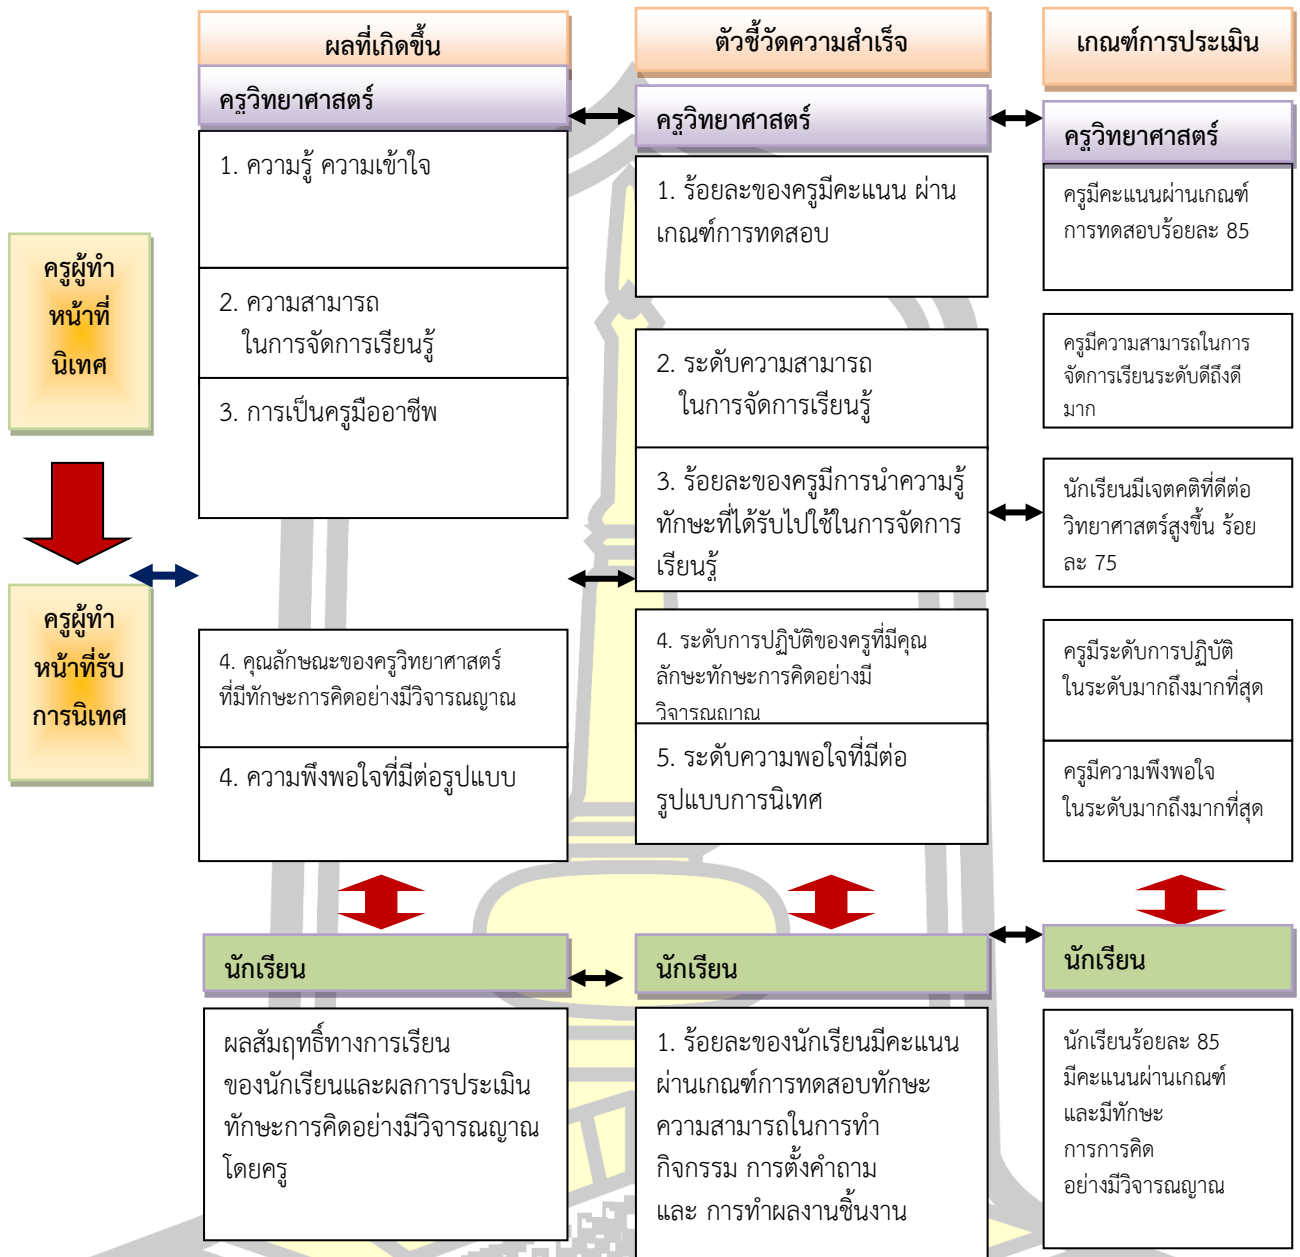 ผลที่เกิดขึ้น
ตัวชี้วัดความสำเร็จ
เกณฑ์การประเมิน
ครูวิทยาศาสตร์
ครูวิทยาศาสตร์
ครูวิทยาศาสตร์
1. ความรู้ ความเข้าใจ
1. ร้อยละของครูมีคะแนน ผ่าน
เกณฑ์การทดสอบ
ครูมีคะแนนผ่านเกณฑ์
การทดสอบร้อยละ 85
ครูผู้ทำ
หน้าที่
นิเทศ
2. ความสามารถ
ในการจัดการเรียนรู้
2. ระดับความสามารถ
ในการจัดการเรียนรู้
ครูมีความสามารถในการ
จัดการเรียนระดับดีถึงดี
มาก
3. การเป็นครูมืออาชีพ
3. ร้อยละของครูมีการนำความรู้
ทักษะที่ได้รับไปใช้ในการจัดการ
เรียนรู้
นักเรียนมีเจตคติที่ดีต่อ
วิทยาศาสตร์สูงขึ้น ร้อย
ละ 75
ครูผู้ทำ
หน้าที่รับ
การนิเทศ
4. คุณลักษณะของครูวิทยาศาสตร์
ที่มีทักษะการคิดอย่างมีวิจารณญาณ
4. ระดับการปฏิบัติของครูที่มีคุณ
ลักษะทักษะการคิดอย่างมี
วิจารณญาณ
ครูมีระดับการปฏิบัติ
ในระดับมากถึงมากที่สุด
4. ความพึงพอใจที่มีต่อรูปแบบ
5. ระดับความพอใจที่มีต่อ
รูปแบบการนิเทศ
ครูมีความพึงพอใจ
ในระดับมากถึงมากที่สุด
นักเรียน
นักเรียน
นักเรียน
ผลสัมฤทธิ์ทางการเรียน
ของนักเรียนและผลการประเมิน
ทักษะการคิดอย่างมีวิจารณญาณ
โดยครู
1. ร้อยละของนักเรียนมีคะแนน
ผ่านเกณฑ์การทดสอบทักษะ
ความสามารถในการทำ
กิจกรรม การตั้งคำถาม
และ การทำผลงานชิ้นงาน
นักเรียนร้อยละ 85
มีคะแนนผ่านเกณฑ์
และมีทักษะ
การการคิด
อย่างมีวิจารณญาณ